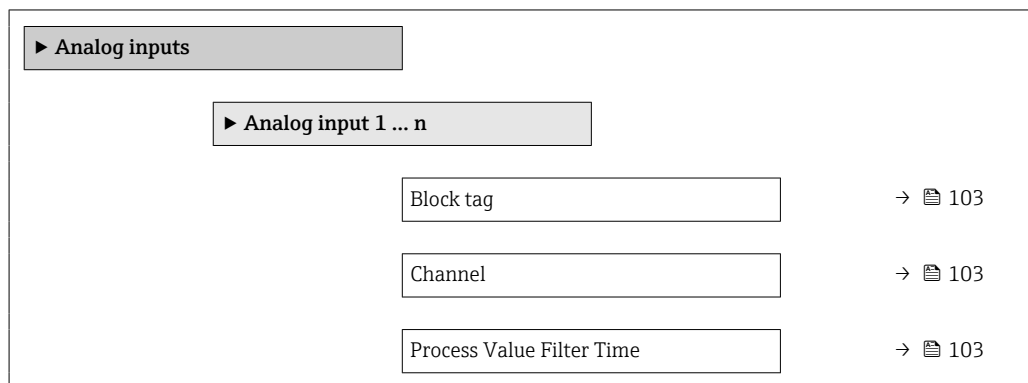 ► Analog inputs
► Analog input 1 ... n
Block tag → 103
Channel → 103
Process Value Filter Time → 103